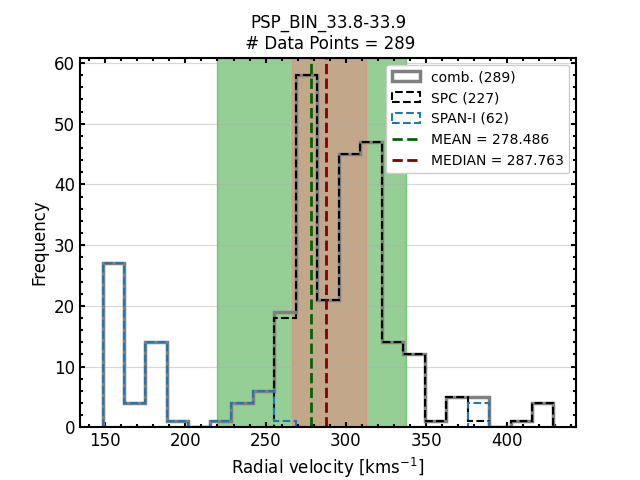 PSP_BIN_33.8-33.9
# Data Points = 289
60
50
40
30
20
10
0
Frequency
comb. (289)
SPC (227)
SPAN-I (62)
MEAN = 278.486
MEDIAN = 287.763
150 200 250 300 350 400
Radial velocity [kms⁻¹]